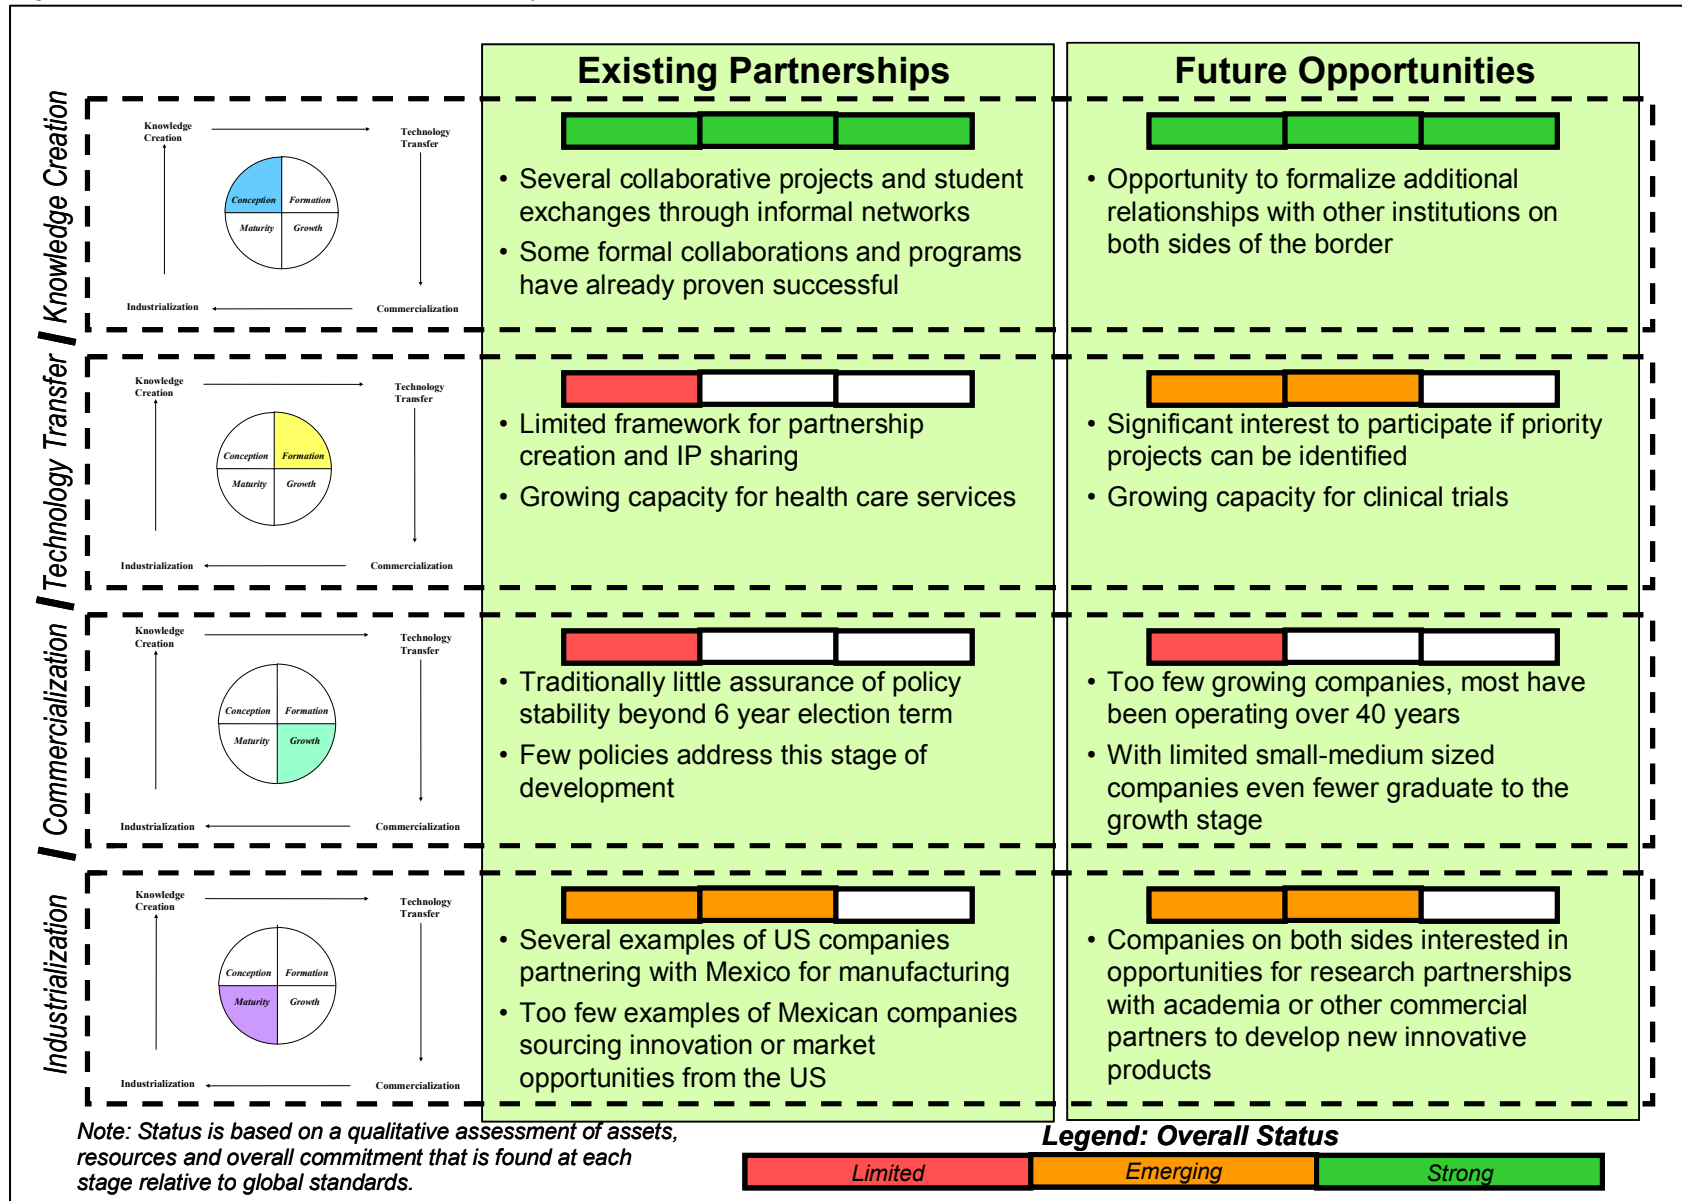 Existing Partnerships
Future Opportunities
Knowledge Creation
Knowledge
Creation
Technology
Transfer
Conception
Formation
Maturity
Growth
Industrialization
Commercialization
• Several collaborative projects and student
exchanges through informal networks
• Some formal collaborations and programs
have already proven successful
• Opportunity to formalize additional
relationships with other institutions on
both sides of the border
Technology Transfer
Knowledge
Creation
Technology
Transfer
Conception
Formation
Maturity
Growth
Industrialization
Commercialization
• Limited framework for partnership
creation and IP sharing
• Growing capacity for health care services
• Significant interest to participate if priority
projects can be identified
• Growing capacity for clinical trials
Commercialization
Knowledge
Creation
Technology
Transfer
Conception
Formation
Maturity
Growth
Industrialization
Commercialization
• Traditionally little assurance of policy
stability beyond 6 year election term
• Few policies address this stage of
development
• Too few growing companies, most have
been operating over 40 years
• With limited small-medium sized
companies even fewer graduate to the
growth stage
Industrialization
Knowledge
Creation
Technology
Transfer
Conception
Formation
Maturity
Growth
Industrialization
Commercialization
• Several examples of US companies
partnering with Mexico for manufacturing
• Too few examples of Mexican companies
sourcing innovation or market
opportunities from the US
• Companies on both sides interested in
opportunities for research partnerships
with academia or other commercial
partners to develop new innovative
products
Note: Status is based on a qualitative assessment of assets,
resources and overall commitment that is found at each
stage relative to global standards.
Legend: Overall Status
Limited
Emerging
Strong